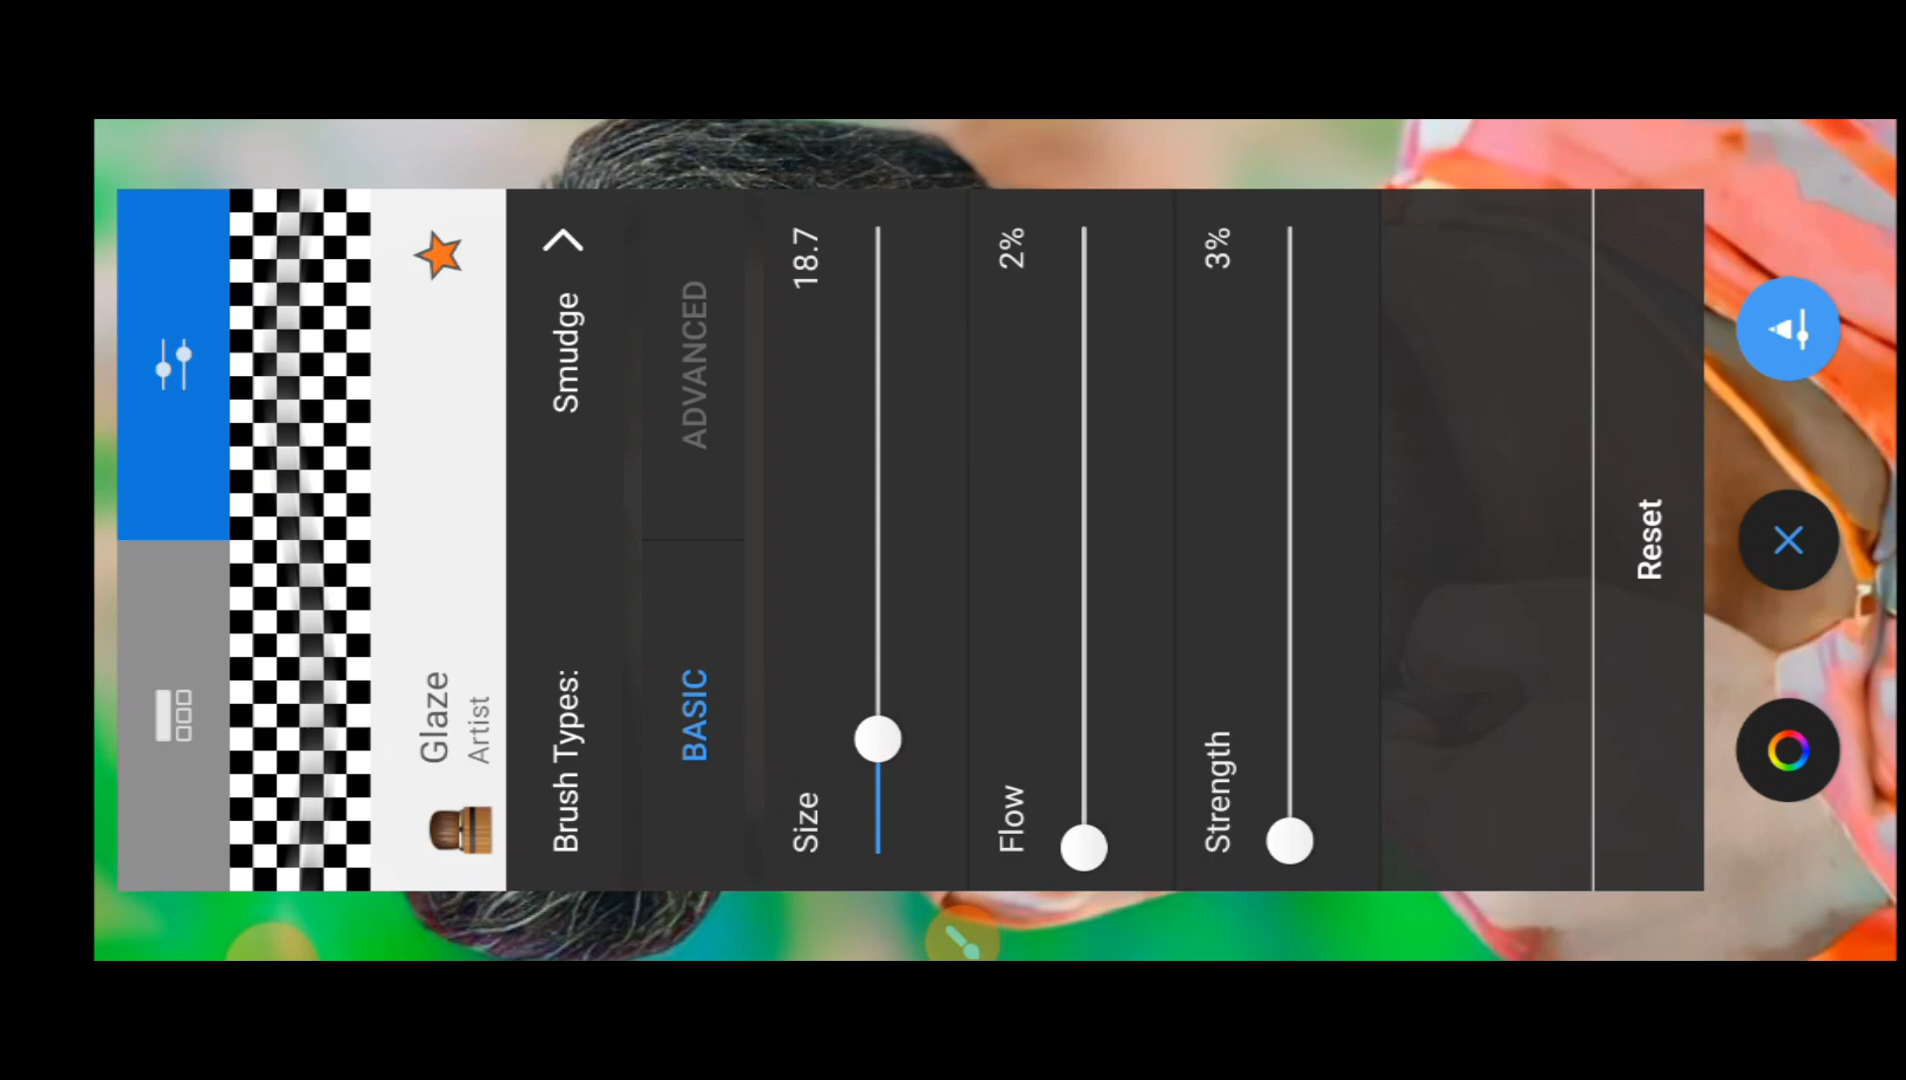 Glaze
Artist
Brush Types: Smudge
BASIC ADVANCED
Size 18.7
Flow 2%
Strength 3%
Reset